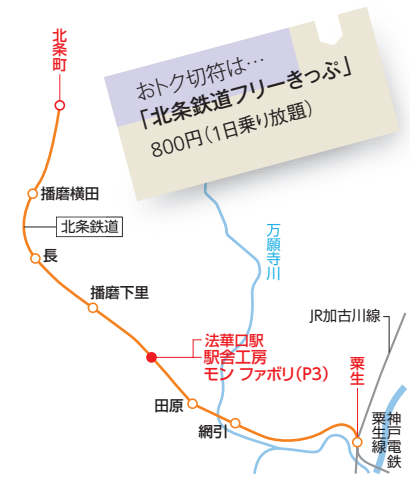 北条町
おトク切符は…
「北条鉄道フリーきっぷ」
800円（1日乗り放題）
播磨横田
北条鉄道
長
万願寺川
播磨下里
JR加古川線
法華口駅
駅舎工房
モン ファボリ（P3）
粟生
田原
網引
神戸電鉄
粟生線